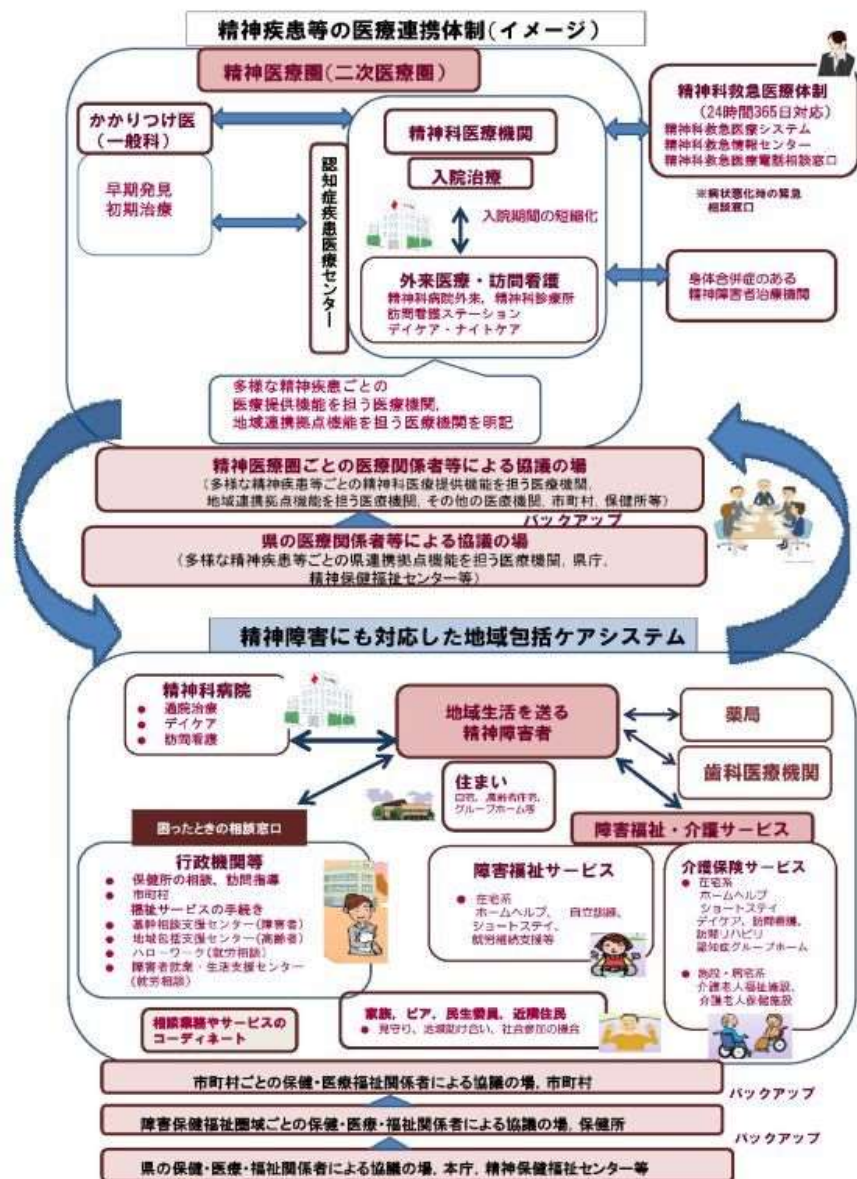 精神疾患等の医療連携体制(イメージ)
精神医療圏(二次医療圏)
かかりつけ医
(一般科)
早期発見
初期治療
認知症疾患医療センター
精神科医療機関
入院治療
入院期間の短縮化
外来医療・訪問看護
精神科病院外来,精神科診療所
訪問看護ステーション
デイケア・ナイトケア
精神科救急医療体制
(24時間365日対応)
精神科救急医療システム
精神科救急情報センター
精神科救急医療電話相談窓口
※病状悪化時の緊急
相談窓口
身体合併症のある
精神障害者治療機関
多様な精神疾患ごとの
医療提供機能を担う医療機関,
地域連携拠点機能を担う医療機関を明記
精神医療圏ごとの医療関係者等による協議の場
(多様な精神疾患等ごとの精神科医療提供機能を担う医療機関,
地域連携拠点機能を担う医療機関,その他の医療機関,市町村,保健所等)
バックアップ
県の医療関係者等による協議の場
(多様な精神疾患等ごとの県連携拠点機能を担う医療機関,県庁,
精神保健福祉センター等)
精神障害にも対応した地域包括ケアシステム
精神科病院
● 通院治療
● デイケア
● 訪問看護
地域生活を送る
精神障害者
薬局
歯科医療機関
住まい
自宅、高齢者住宅、
グループホーム等
困ったときの相談窓口
行政機関等
● 保健所の相談、訪問指導
● 市町村
福祉サービスの手続き
● 基幹相談支援センター(障害者)
● 地域包括支援センター(高齢者)
● ハローワーク(就労相談)
● 障害者就業・生活支援センター
(就労相談)
相談業務やサービスの
コーディネート
障害福祉・介護サービス
障害福祉サービス
● 在宅系
ホームヘルプ、自立訓練、
ショートステイ、
就労継続支援等
介護保険サービス
● 在宅系
ホームヘルプ
ショートステイ
デイケア、訪問看護、
訪問リハビリ
認知症グループホーム
● 施設・居宅系
介護老人福祉施設、
介護老人保健施設
家族,ピア,民生委員,近隣住民
● 見守り、地域助け合い、社会参加の機会
市町村ごとの保健・医療福祉関係者による協議の場,市町村
バックアップ
障害保健福祉圏域ごとの保健・医療・福祉関係者による協議の場,保健所
バックアップ
県の保健・医療・福祉関係者による協議の場,本庁,精神保健福祉センター等